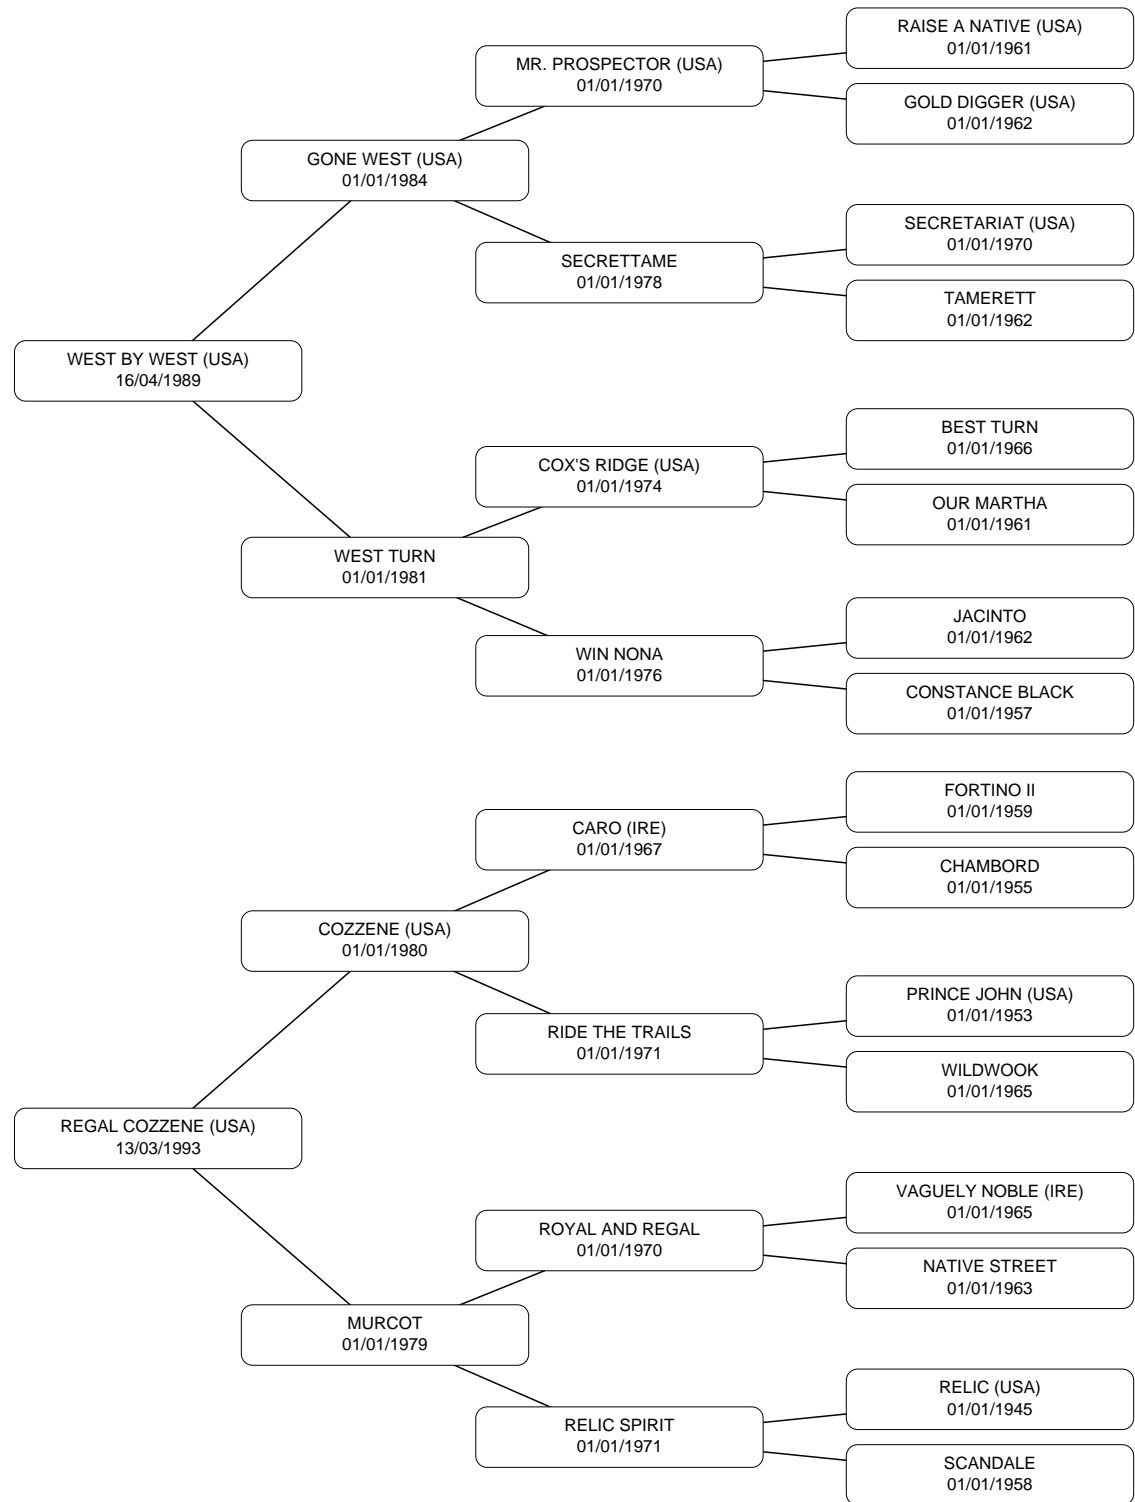 RAISE A NATIVE (USA)
01/01/1961
MR. PROSPECTOR (USA)
01/01/1970
GOLD DIGGER (USA)
01/01/1962
GONE WEST (USA)
01/01/1984
SECRETARIAT (USA)
01/01/1970
SECRETTAME
01/01/1978
TAMERETT
01/01/1962
WEST BY WEST (USA)
16/04/1989
BEST TURN
01/01/1966
COX'S RIDGE (USA)
01/01/1974
OUR MARTHA
01/01/1961
WEST TURN
01/01/1981
JACINTO
01/01/1962
WIN NONA
01/01/1976
CONSTANCE BLACK
01/01/1957
FORTINO II
01/01/1959
CARO (IRE)
01/01/1967
CHAMBORD
01/01/1955
COZZENE (USA)
01/01/1980
PRINCE JOHN (USA)
01/01/1953
RIDE THE TRAILS
01/01/1971
WILDWOOK
01/01/1965
REGAL COZZENE (USA)
13/03/1993
VAGUELY NOBLE (IRE)
01/01/1965
ROYAL AND REGAL
01/01/1970
NATIVE STREET
01/01/1963
MURCOT
01/01/1979
RELIC (USA)
01/01/1945
RELIC SPIRIT
01/01/1971
SCANDALE
01/01/1958